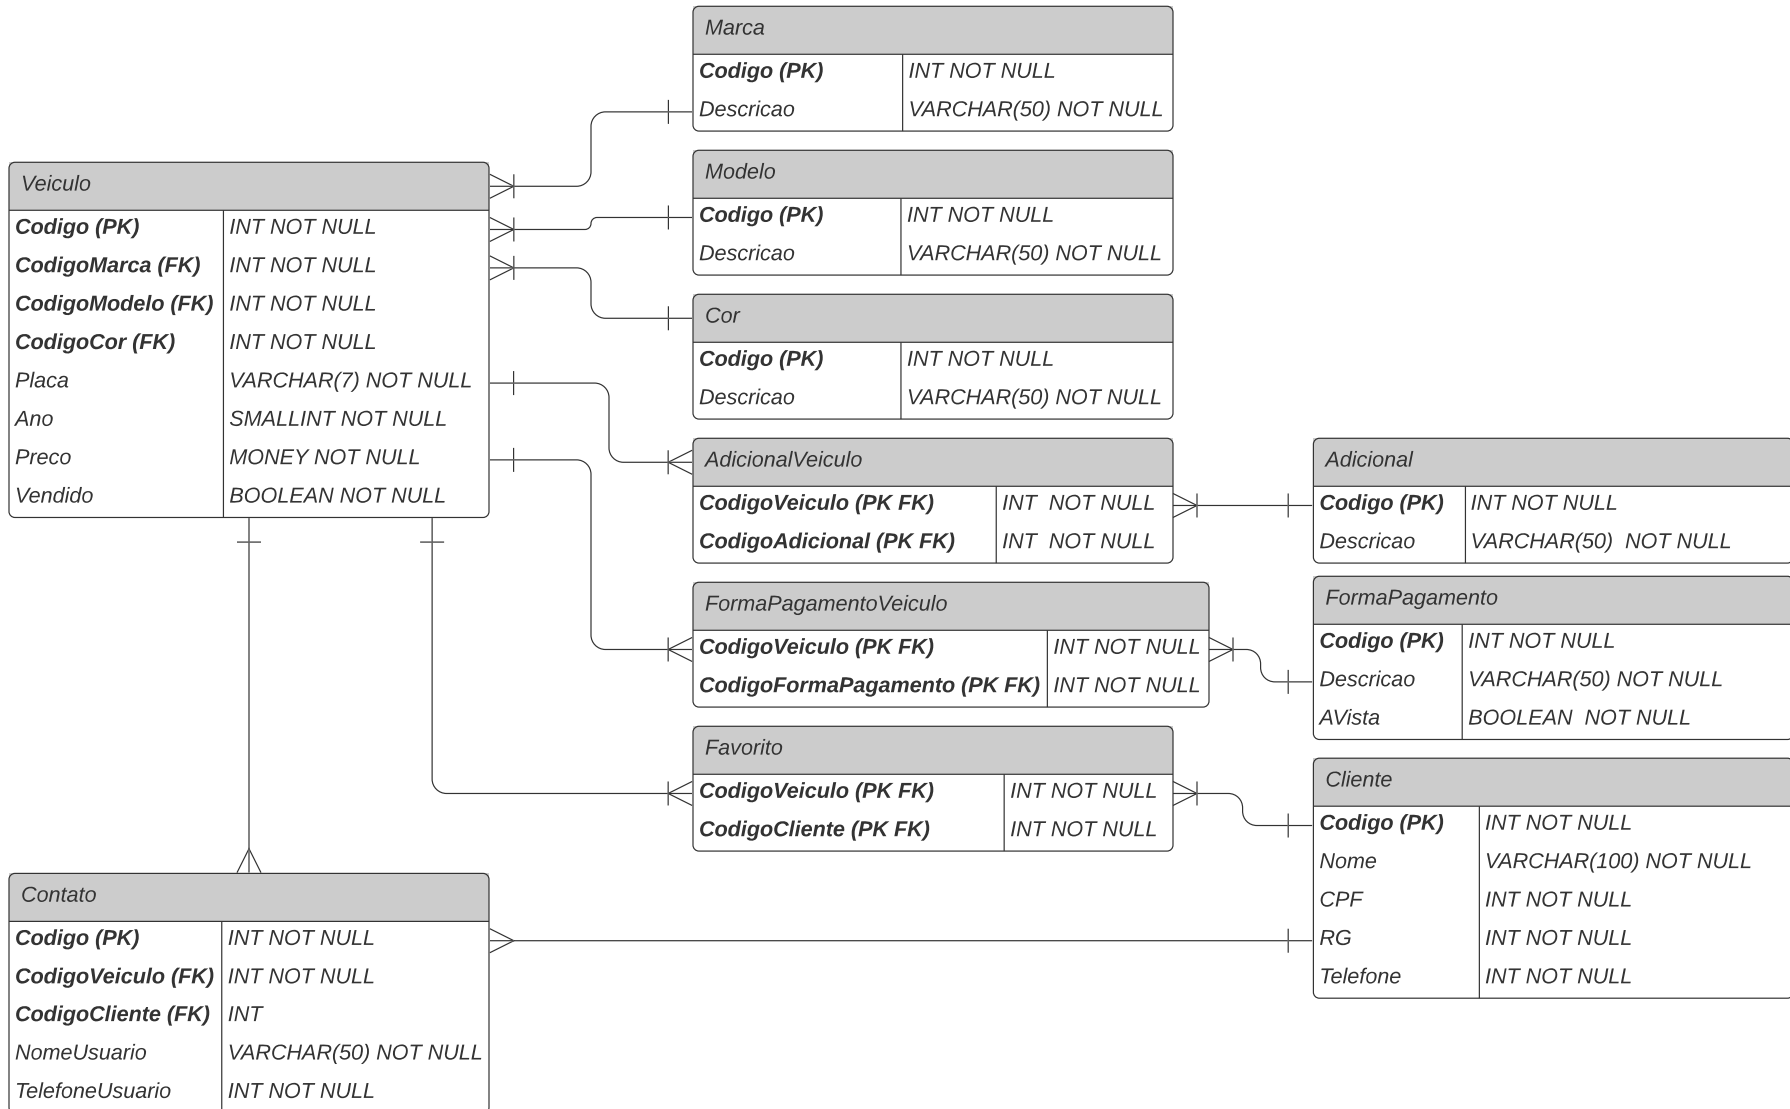 Marca
Codigo (PK) INT NOT NULL
Descricao VARCHAR(50) NOT NULL
Veiculo
Codigo (PK) INT NOT NULL
CodigoMarca (FK) INT NOT NULL
CodigoModelo (FK) INT NOT NULL
CodigoCor (FK) INT NOT NULL
Placa VARCHAR(7) NOT NULL
Ano SMALLINT NOT NULL
Preco MONEY NOT NULL
Vendido BOOLEAN NOT NULL
Modelo
Codigo (PK) INT NOT NULL
Descricao VARCHAR(50) NOT NULL
Cor
Codigo (PK) INT NOT NULL
Descricao VARCHAR(50) NOT NULL
AdicionalVeiculo
CodigoVeiculo (PK FK) INT NOT NULL
CodigoAdicional (PK FK) INT NOT NULL
Adicional
Codigo (PK) INT NOT NULL
Descricao VARCHAR(50) NOT NULL
FormaPagamentoVeiculo
CodigoVeiculo (PK FK) INT NOT NULL
CodigoFormaPagamento (PK FK) INT NOT NULL
FormaPagamento
Codigo (PK) INT NOT NULL
Descricao VARCHAR(50) NOT NULL
AVista BOOLEAN NOT NULL
Favorito
CodigoVeiculo (PK FK) INT NOT NULL
CodigoCliente (PK FK) INT NOT NULL
Cliente
Codigo (PK) INT NOT NULL
Nome VARCHAR(100) NOT NULL
CPF INT NOT NULL
RG INT NOT NULL
Telefone INT NOT NULL
Contato
Codigo (PK) INT NOT NULL
CodigoVeiculo (FK) INT NOT NULL
CodigoCliente (FK) INT
NomeUsuario VARCHAR(50) NOT NULL
TelefoneUsuario INT NOT NULL